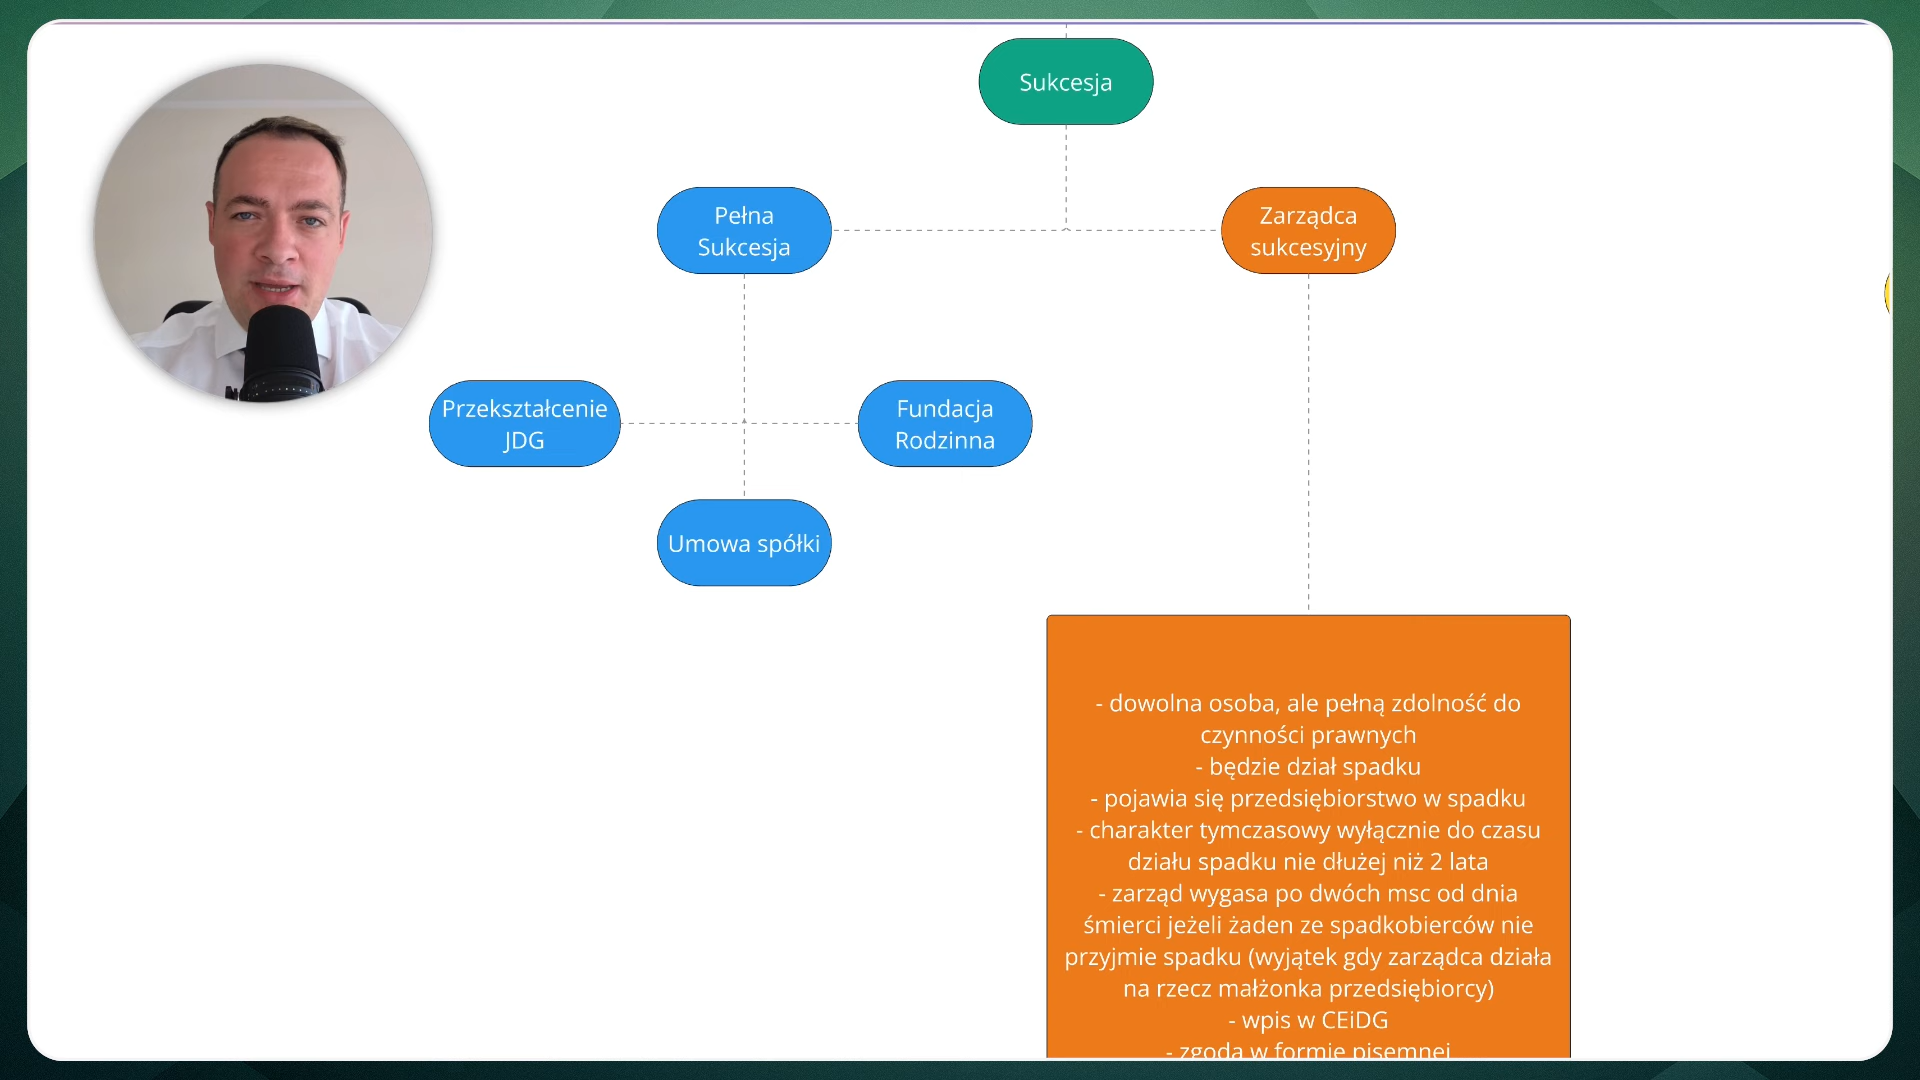 Sukcesja
Pełna
Sukcesja
Zarządca
sukcesyjny
Przekształcenie
JDG
Fundacja
Rodzinna
Umowa spółki
- dowolna osoba, ale pełną zdolność do
czynności prawnych
- będzie dział spadku
- pojawia się przedsiębiorstwo w spadku
- charakter tymczasowy wyłącznie do czasu
działu spadku nie dłużej niż 2 lata
- zarząd wygasa po dwóch msc od dnia
śmierci jeżeli żaden ze spadkobierców nie
przyjmie spadku (wyjątek gdy zarządca działa
na rzecz małżonka przedsiębiorcy)
- wpis w CEiDG
- zgoda w formie pisemnej